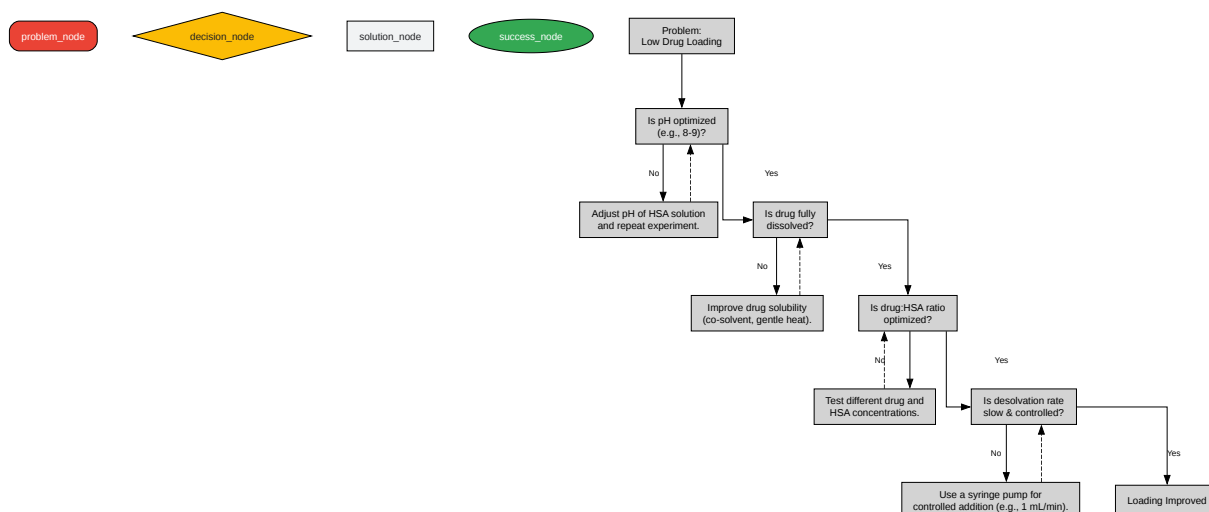 problem_node
decision_node
solution_node
success_node
Problem:
Low Drug Loading
Is pH optimized
(e.g., 8-9)?
No
Yes
Adjust pH of HSA solution
and repeat experiment.
Is drug fully
dissolved?
No
Yes
Improve drug solubility
(co-solvent, gentle heat).
Is drug:HSA ratio
optimized?
No
Yes
Test different drug and
HSA concentrations.
Is desolvation rate
slow & controlled?
No
Yes
Use a syringe pump for
controlled addition (e.g., 1 mL/min).
Loading Improved